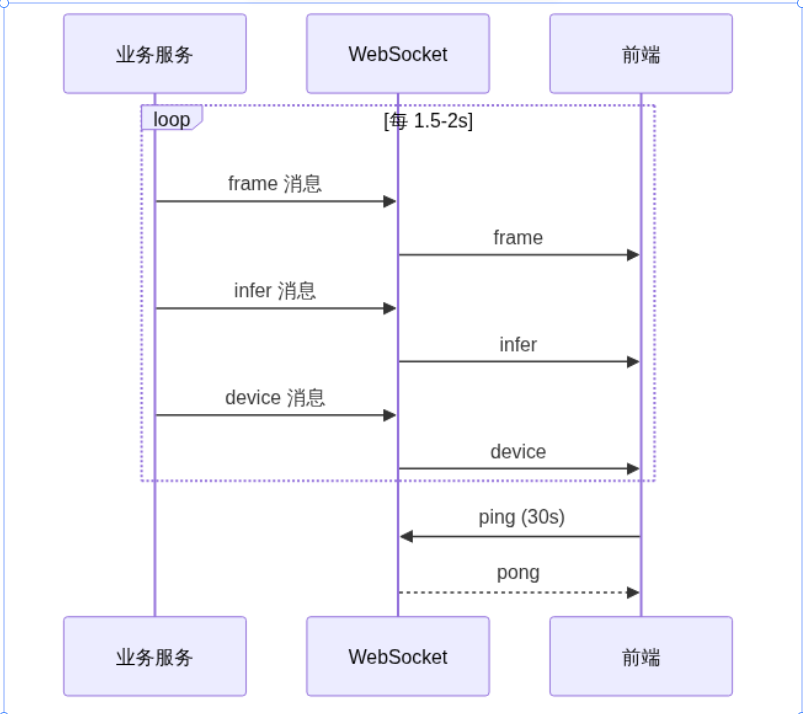 业务服务
WebSocket
前端
loop
[每 1.5-2s]
frame 消息
frame
infer 消息
infer
device 消息
device
ping (30s)
pong
业务服务
WebSocket
前端